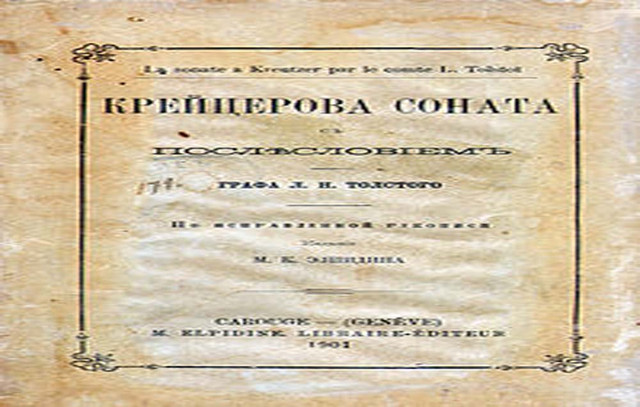 La sonate à Kreutzer par le comte L. Tolstoï
КРЕЙЦЕРОВА СОНАТА
СЪ
ПОСЛѢСЛОВІЕМЪ
ГРАФА Л. Н. ТОЛСТОГО
По исправленной рукописи
Изданіе
М. К. ЭЛПИДИНА
CAROUGE — (GENÈVE)
M. ELPIDINE, LIBRAIRE-ÉDITEUR
1901